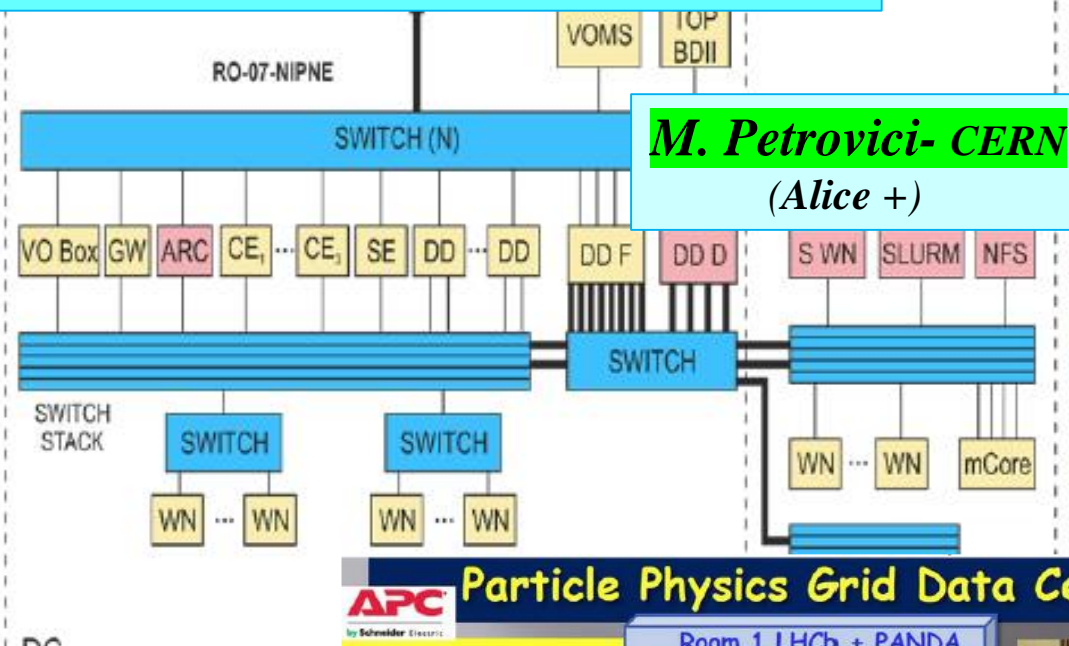 VOMS
TOP
BDII
RO-07-NIPNE
SWITCH (N)
M. Petrovici- CERN
(Alice +)
VO Box GW ARC CE₁ ... CE₃ SE DD ... DD DD F DD D S WN SLURM NFS
SWITCH
SWITCH
STACK
SWITCH SWITCH
WN ... WN mCore
WN ... WN WN ... WN
APC
by Schneider Electric
Particle Physics Grid Data
Room 1 LHCb + PANDA